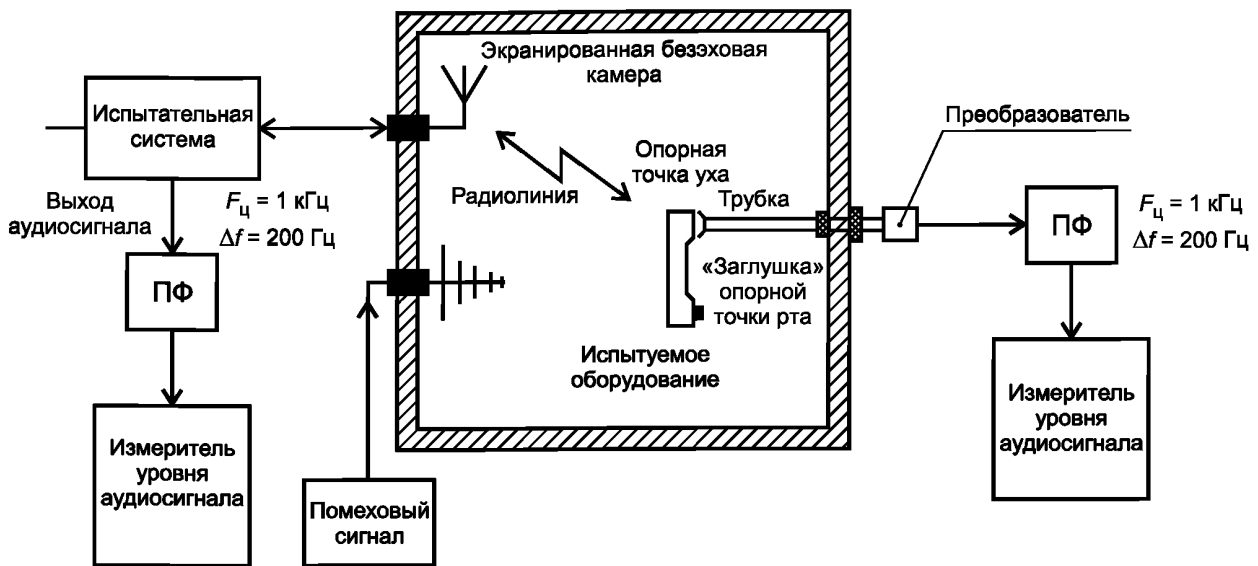 Экранированная безэховая
камера
Испытательная
система
Преобразователь
Опорная
точка уха
Радиолиния
Трубка
Выход
аудиосигнала
Fц = 1 кГц
Δf = 200 Гц
ПФ
Fц = 1 кГц
Δf = 200 Гц
ПФ
«Заглушка»
опорной
точки рта
Испытуемое
оборудование
Измеритель
уровня
аудиосигнала
Измеритель
уровня
аудиосигнала
Помеховый
сигнал